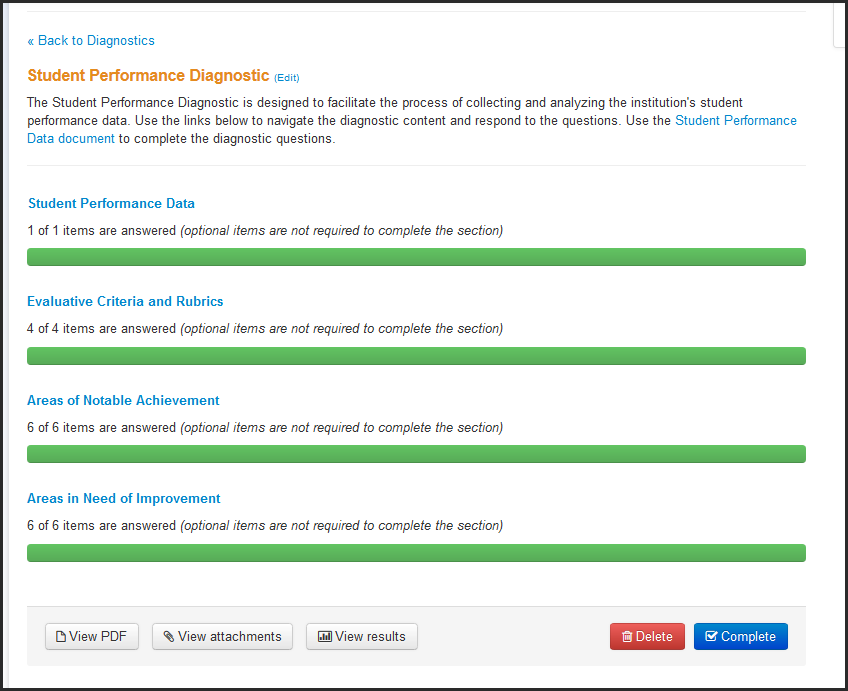 « Back to Diagnostics
Student Performance Diagnostic (Edit)
The Student Performance Diagnostic is designed to facilitate the process of collecting and analyzing the institution's student
performance data. Use the links below to navigate the diagnostic content and respond to the questions. Use the Student Performance
Data document to complete the diagnostic questions.
Student Performance Data
1 of 1 items are answered (optional items are not required to complete the section)
Evaluative Criteria and Rubrics
4 of 4 items are answered (optional items are not required to complete the section)
Areas of Notable Achievement
6 of 6 items are answered (optional items are not required to complete the section)
Areas in Need of Improvement
6 of 6 items are answered (optional items are not required to complete the section)
View PDF View attachments View results Delete Complete